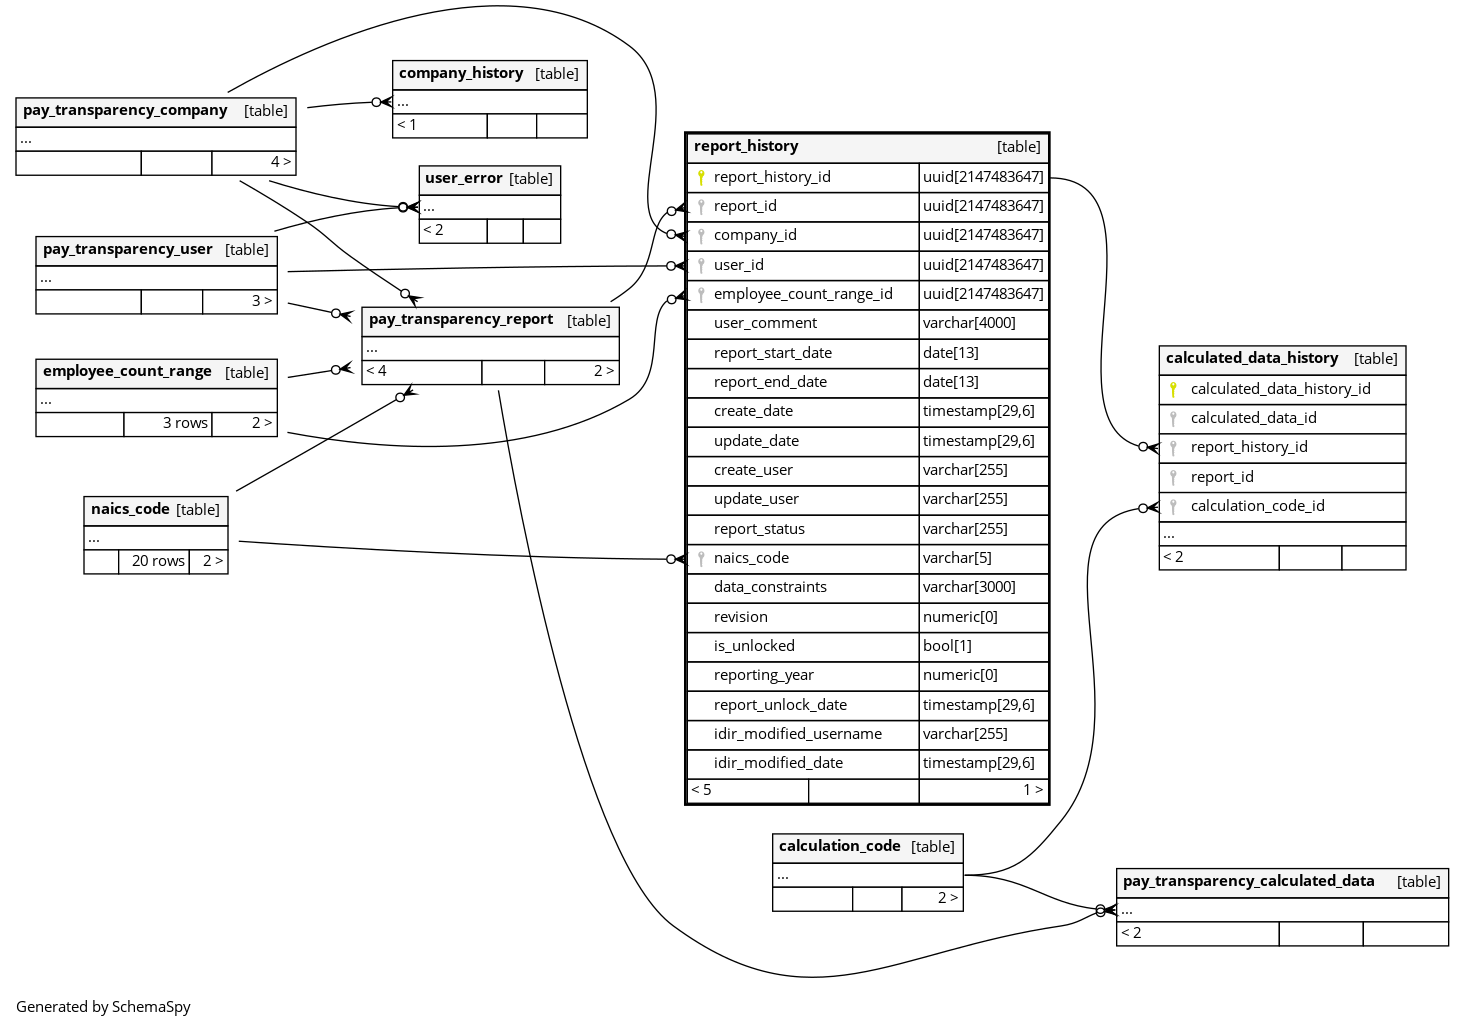 company_history [table]
...
< 1
pay_transparency_company [table]
...
4 >
user_error [table]
...
< 2
pay_transparency_user [table]
...
3 >
pay_transparency_report [table]
...
< 4 2 >
employee_count_range [table]
...
3 rows 2 >
naics_code [table]
...
20 rows 2 >
report_history [table]
report_history_id uuid[2147483647]
report_id uuid[2147483647]
company_id uuid[2147483647]
user_id uuid[2147483647]
employee_count_range_id uuid[2147483647]
user_comment varchar[4000]
report_start_date date[13]
report_end_date date[13]
create_date timestamp[29,6]
update_date timestamp[29,6]
create_user varchar[255]
update_user varchar[255]
report_status varchar[255]
naics_code varchar[5]
data_constraints varchar[3000]
revision numeric[0]
is_unlocked bool[1]
reporting_year numeric[0]
report_unlock_date timestamp[29,6]
idir_modified_username varchar[255]
idir_modified_date timestamp[29,6]
< 5 1 >
calculated_data_history [table]
calculated_data_history_id
calculated_data_id
report_history_id
report_id
calculation_code_id
...
< 2
calculation_code [table]
...
2 >
pay_transparency_calculated_data [table]
...
< 2
Generated by SchemaSpy